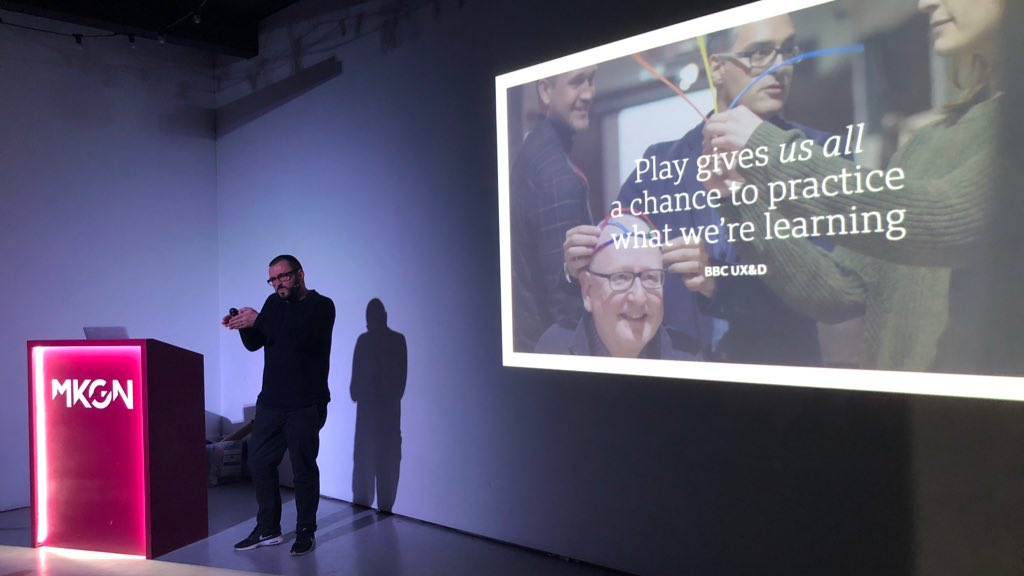 MKGN
Play gives us all
a chance to practice
what we're learning
BBC UX&D